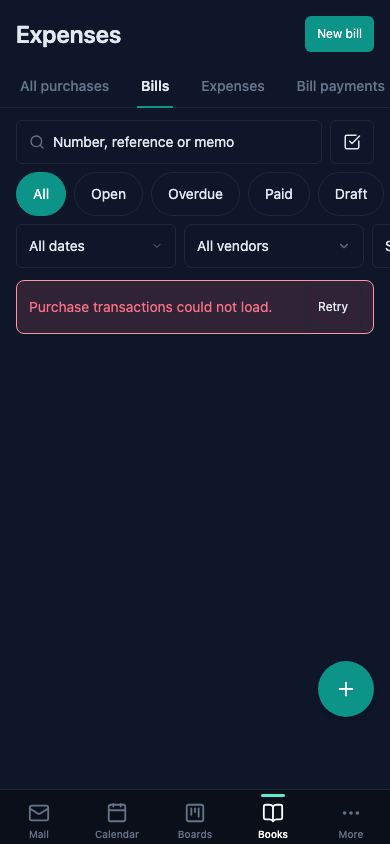 Expenses
New bill
All purchases Bills Expenses Bill payments
Number, reference or memo
All Open Overdue Paid Draft
All dates All vendors S
Purchase transactions could not load. Retry
Mail Calendar Boards Books More